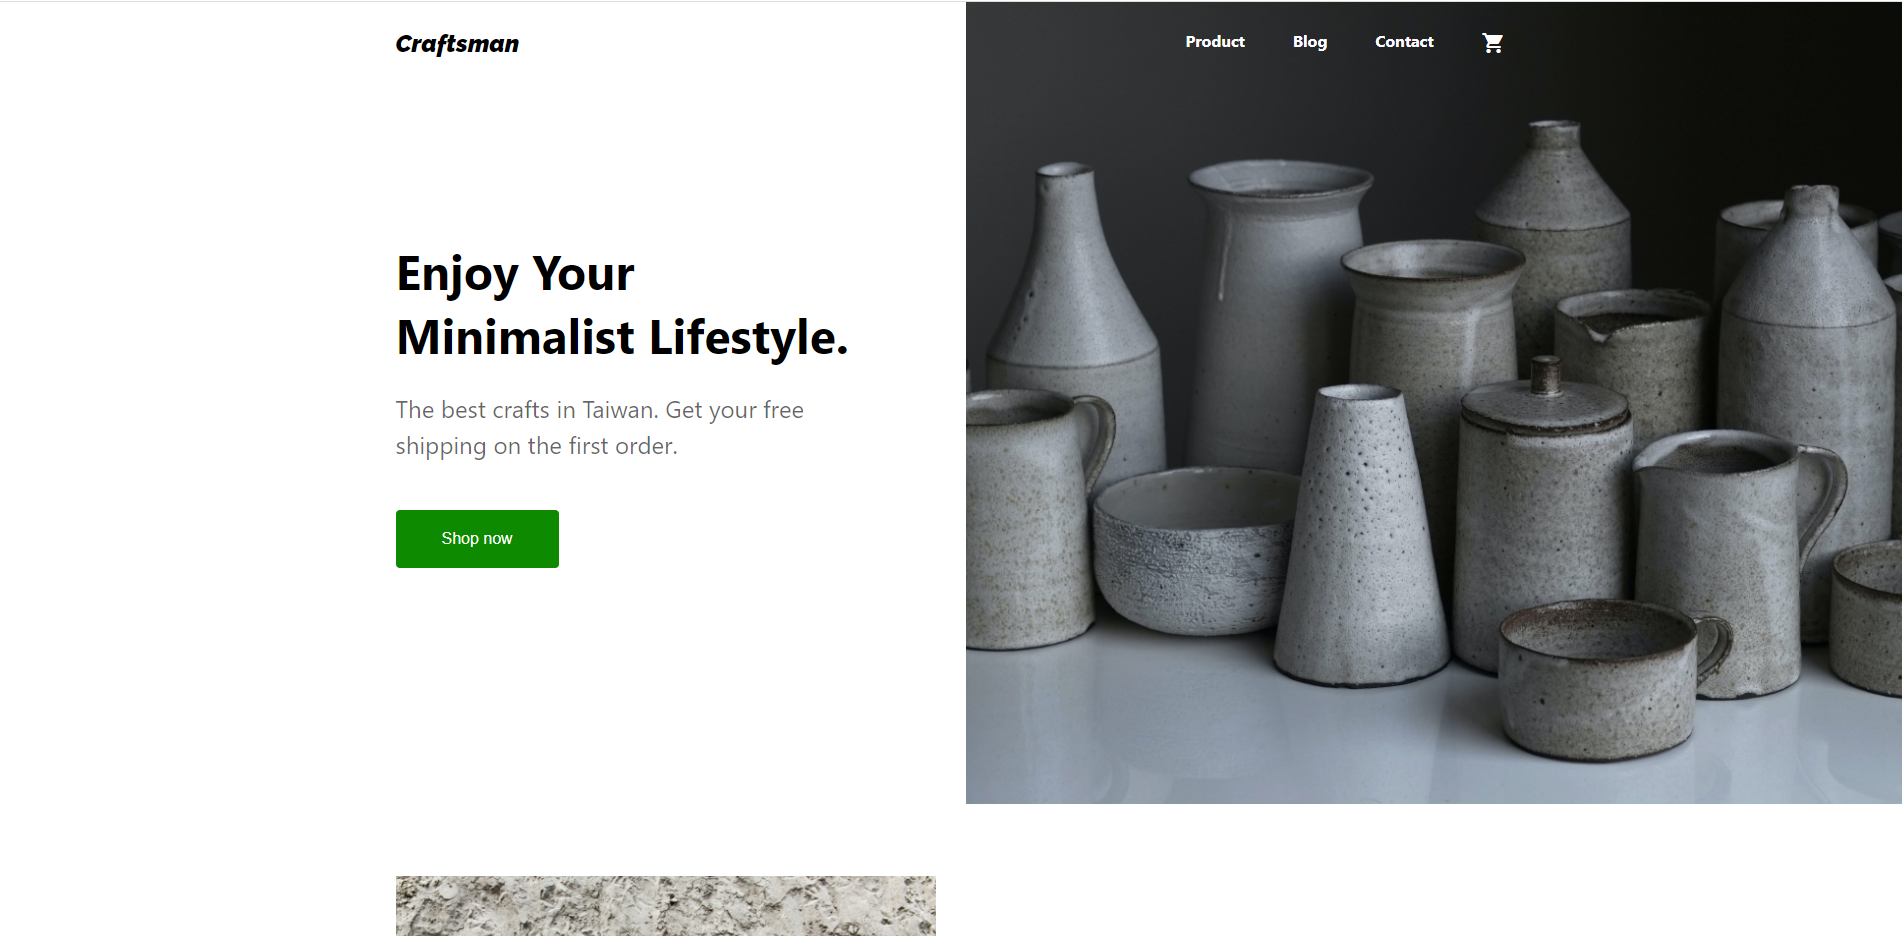 Craftsman
Product
Blog
Contact
Enjoy Your
Minimalist Lifestyle.
The best crafts in Taiwan. Get your free
shipping on the first order.
Shop now